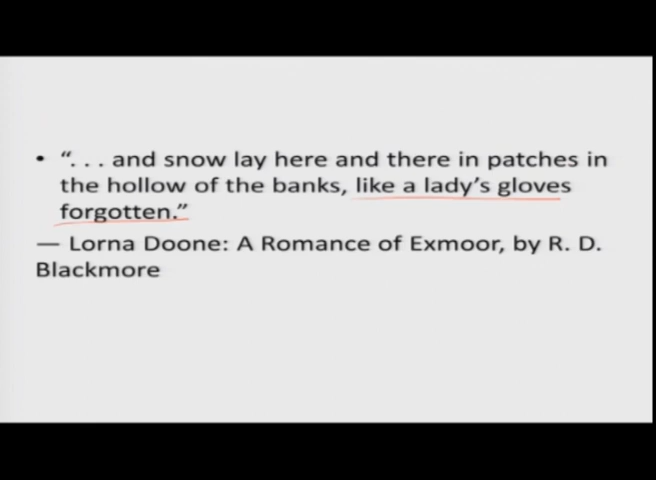 • “. . . and snow lay here and there in patches in
the hollow of the banks, like a lady’s gloves
forgotten.”
— Lorna Doone: A Romance of Exmoor, by R. D.
Blackmore